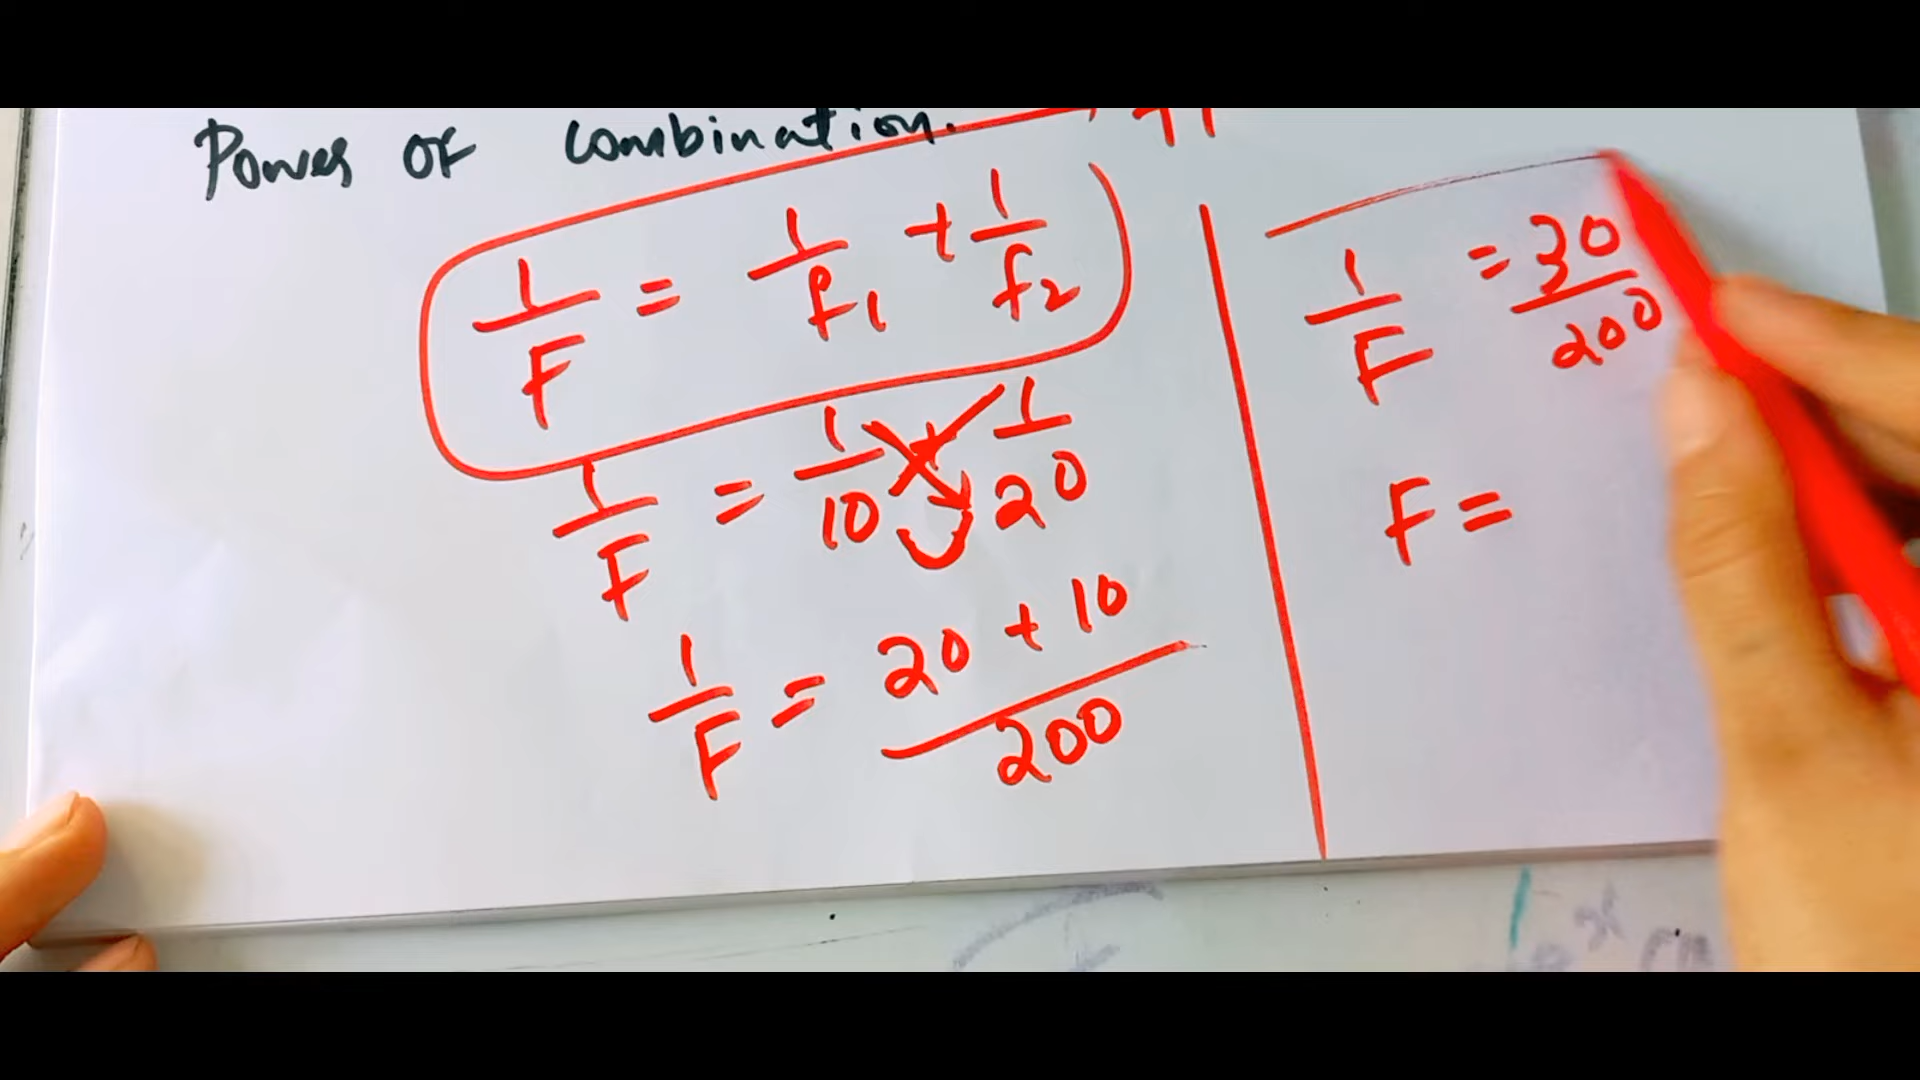 Power of combination.
+1
1/F = 1/f1 + 1/f2
1/F = 1/10 + 1/20
1/F = 20 + 10/200
1/F = 30/200
F =